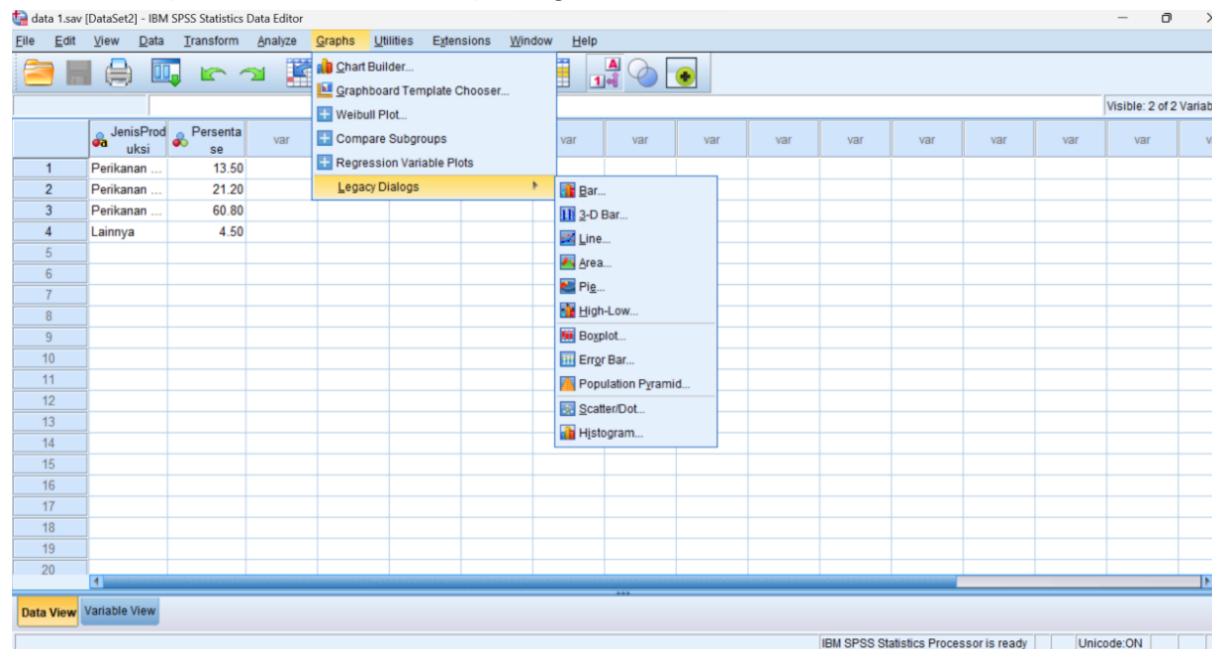 data 1.sav [DataSet2] - IBM SPSS Statistics Data Editor
File Edit View Data Transform Analyze Graphs Utilities Extensions Window Help
Chart Builder...
Graphboard Template Chooser...
Weibull Plot...
Compare Subgroups
Regression Variable Plots
Legacy Dialogs
Bar...
3-D Bar...
Line...
Area...
Pie...
High-Low...
Boxplot...
Error Bar...
Population Pyramid...
Scatter/Dot...
Histogram...
Visible: 2 of 2 Variab
JenisProd
uksi
Persenta
se
var var var var var var var var var
1 Perikanan ... 13.50
2 Perikanan ... 21.20
3 Perikanan ... 60.80
4 Lainnya 4.50
5
6
7
8
9
10
11
12
13
14
15
16
17
18
19
20
Data View Variable View
IBM SPSS Statistics Processor is ready Unicode:ON